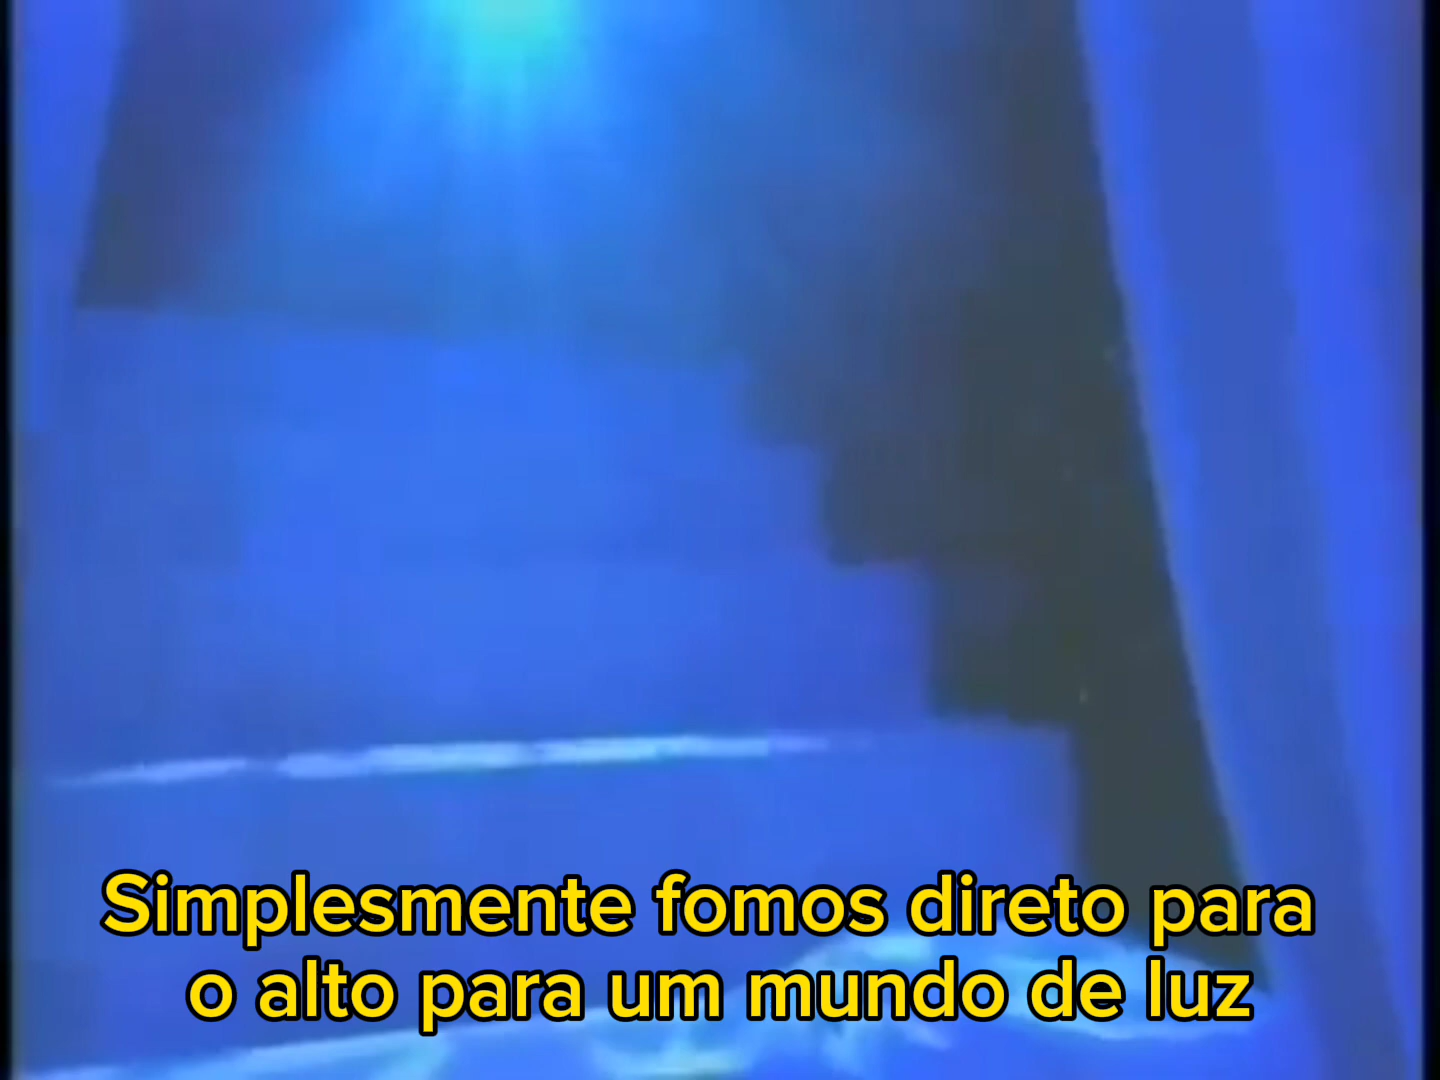 Simplesmente fomos direto para
o alto para um mundo de luz